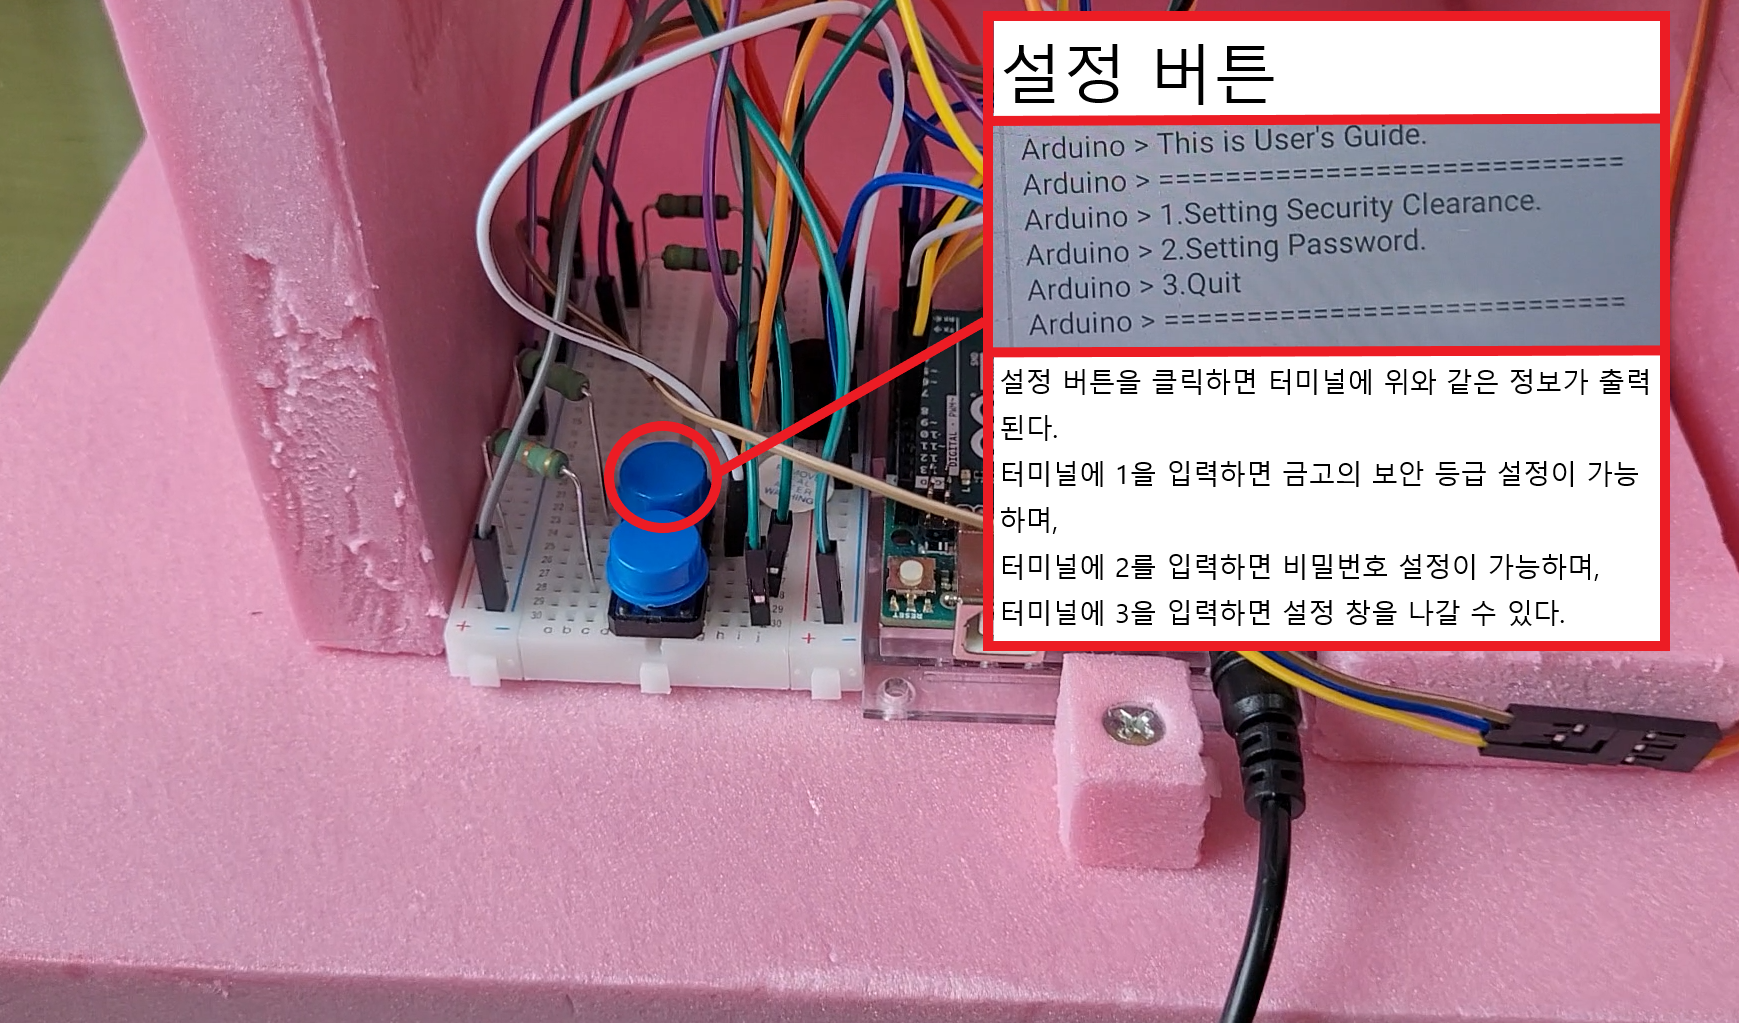 설정 버튼
Arduino > This is User's Guide.
Arduino > ============================
Arduino > 1.Setting Security Clearance.
Arduino > 2.Setting Password.
Arduino > 3.Quit
Arduino > ============================
설정 버튼을 클릭하면 터미널에 위와 같은 정보가 출력
된다.
터미널에 1을 입력하면 금고의 보안 등급 설정이 가능
하며,
터미널에 2를 입력하면 비밀번호 설정이 가능하며,
터미널에 3을 입력하면 설정 창을 나갈 수 있다.
DIGITAL
RESET
WASHING